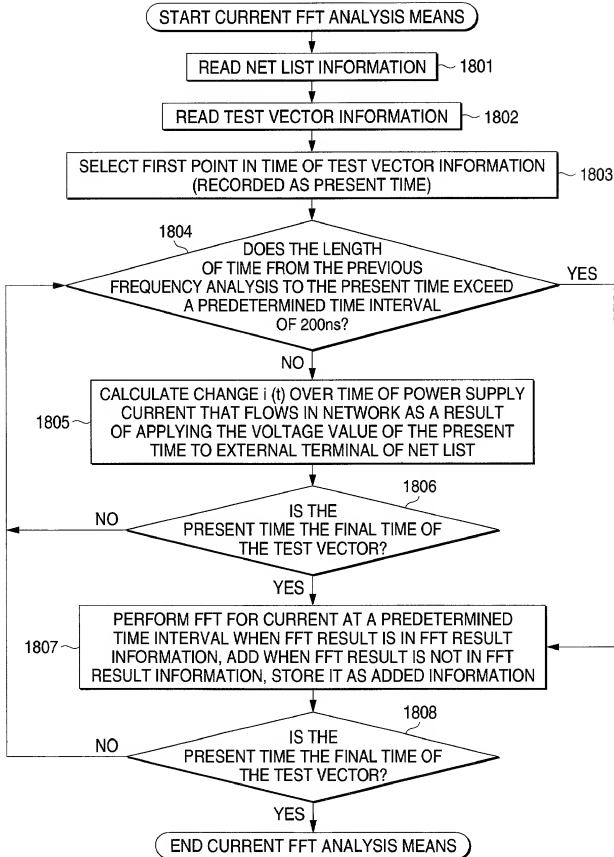 START CURRENT FFT ANALYSIS MEANS
READ NET LIST INFORMATION
1801
READ TEST VECTOR INFORMATION
1802
SELECT FIRST POINT IN TIME OF TEST VECTOR INFORMATION
(RECORDED AS PRESENT TIME)
1803
1804
DOES THE LENGTH
OF TIME FROM THE PREVIOUS
FREQUENCY ANALYSIS TO THE PRESENT TIME EXCEED
A PREDETERMINED TIME INTERVAL
OF 200ns?
YES
NO
1805
CALCULATE CHANGE i (t) OVER TIME OF POWER SUPPLY
CURRENT THAT FLOWS IN NETWORK AS A RESULT
OF APPLYING THE VOLTAGE VALUE OF THE PRESENT
TIME TO EXTERNAL TERMINAL OF NET LIST
1806
NO
IS THE
PRESENT TIME THE FINAL TIME OF
THE TEST VECTOR?
YES
1807
PERFORM FFT FOR CURRENT AT A PREDETERMINED
TIME INTERVAL WHEN FFT RESULT IS IN FFT RESULT
INFORMATION, ADD WHEN FFT RESULT IS NOT IN FFT
RESULT INFORMATION, STORE IT AS ADDED INFORMATION
1808
NO
IS THE
PRESENT TIME THE FINAL TIME OF
THE TEST VECTOR?
YES
END CURRENT FFT ANALYSIS MEANS